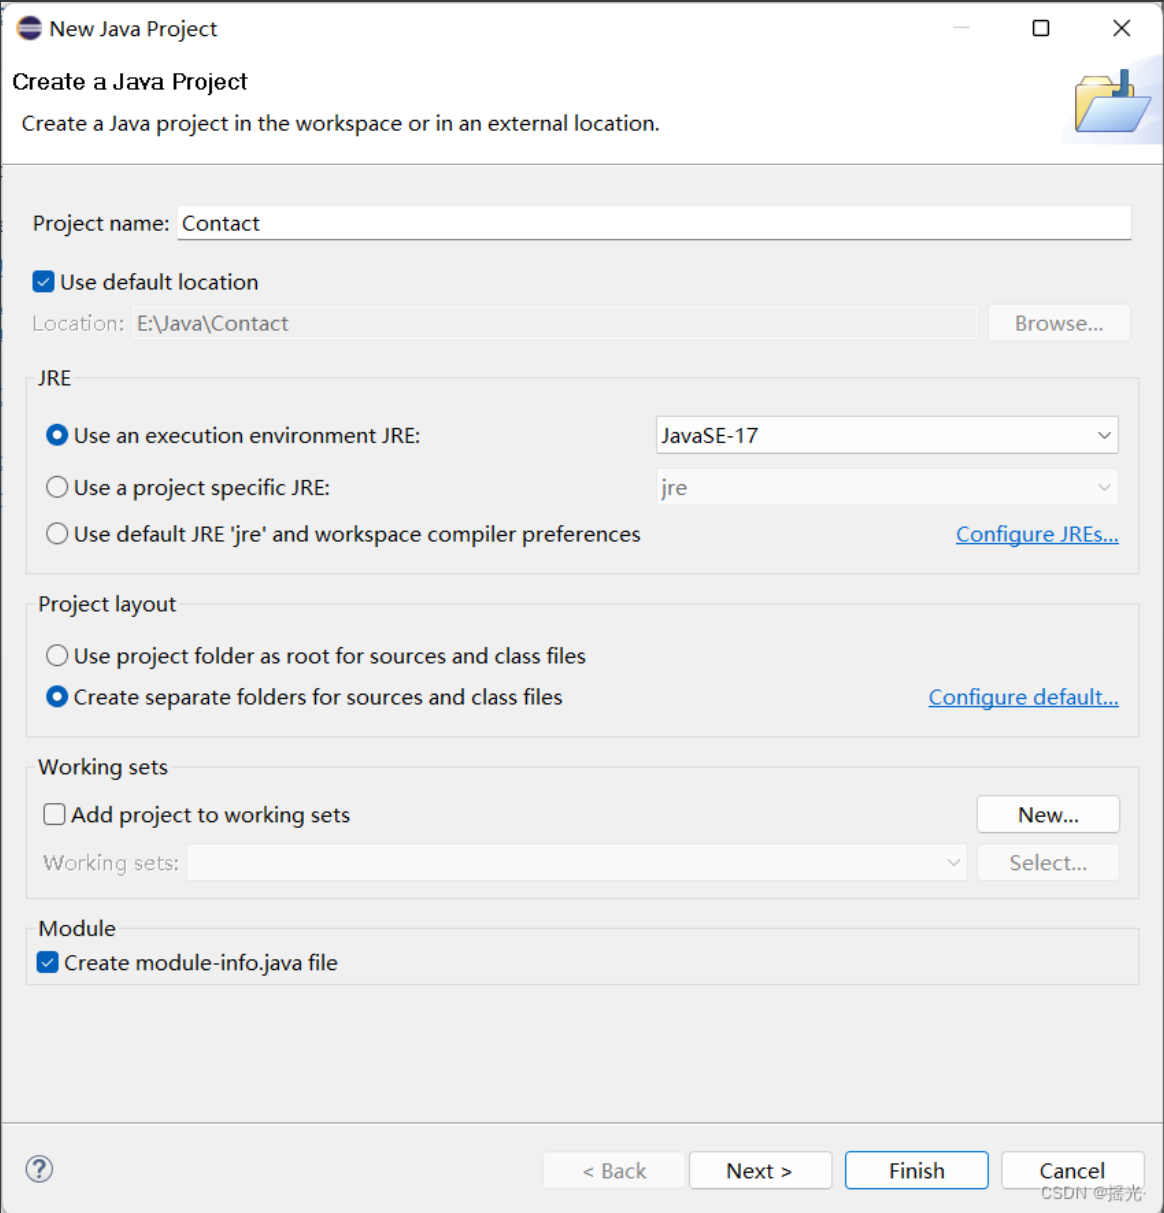 New Java Project
Create a Java Project
Create a Java project in the workspace or in an external location.
Project name: Contact
Use default location
Location: E:\Java\Contact Browse...
JRE
Use an execution environment JRE: JavaSE-17
Use a project specific JRE: jre
Use default JRE 'jre' and workspace compiler preferences Configure JREs...
Project layout
Use project folder as root for sources and class files
Create separate folders for sources and class files Configure default...
Working sets
Add project to working sets New...
Working sets: Select...
Module
Create module-info.java file
? < Back Next > Finish Cancel
CSDN @摇光·